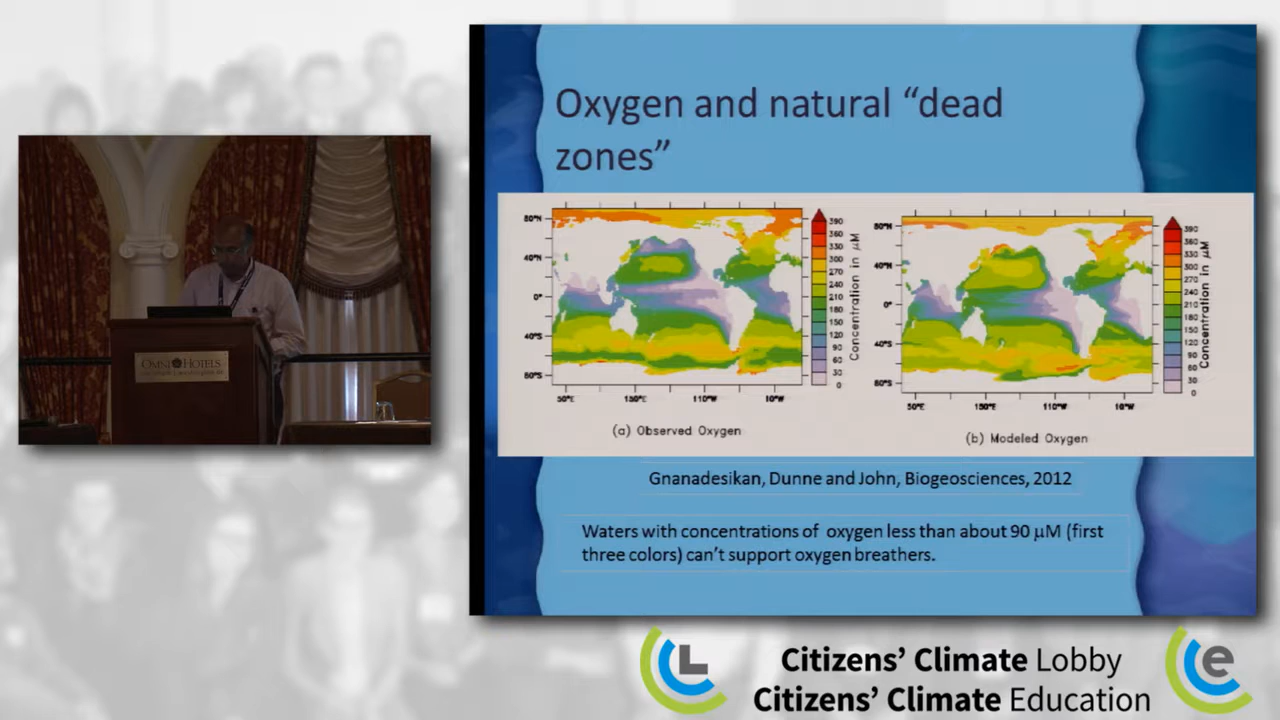 Oxygen and natural “dead
zones”
80°N
40°N
0°
40°S
80°S
50°E
150°E
110°W
10°W
390
360
330
300
270
240
210
180
150
120
90
60
30
0
Concentration in µM
(a) Observed Oxygen
80°N
40°N
0°
40°S
80°S
50°E
150°E
110°W
10°W
390
360
330
300
270
240
210
180
150
120
90
60
30
0
Concentration in µM
(b) Modeled Oxygen
Gnanadesikan, Dunne and John, Biogeosciences, 2012
Waters with concentrations of oxygen less than about 90 µM (first
three colors) can’t support oxygen breathers.
OMNI HOTELS
L
Citizens’ Climate Lobby
Citizens’ Climate Education
e